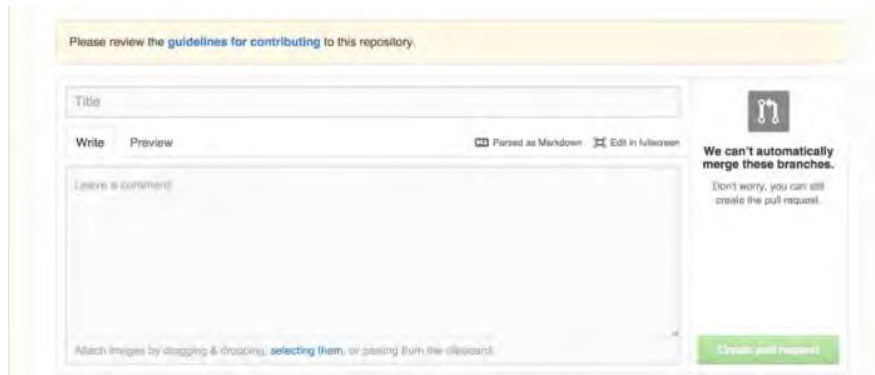 Please review the guidelines for contributing to this repository.
Title
Write Preview Parsed as Markdown Edit in fullscreen
Leave a comment
Attach images by dragging & dropping, selecting them, or pasting from the clipboard.
We can't automatically
merge these branches.
Don't worry, you can still
create the pull request.
Create pull request